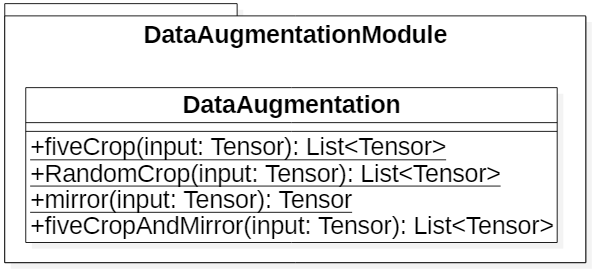 DataAugmentationModule
DataAugmentation
+fiveCrop(input: Tensor): List<Tensor>
+RandomCrop(input: Tensor): List<Tensor>
+mirror(input: Tensor): Tensor
+fiveCropAndMirror(input: Tensor): List<Tensor>